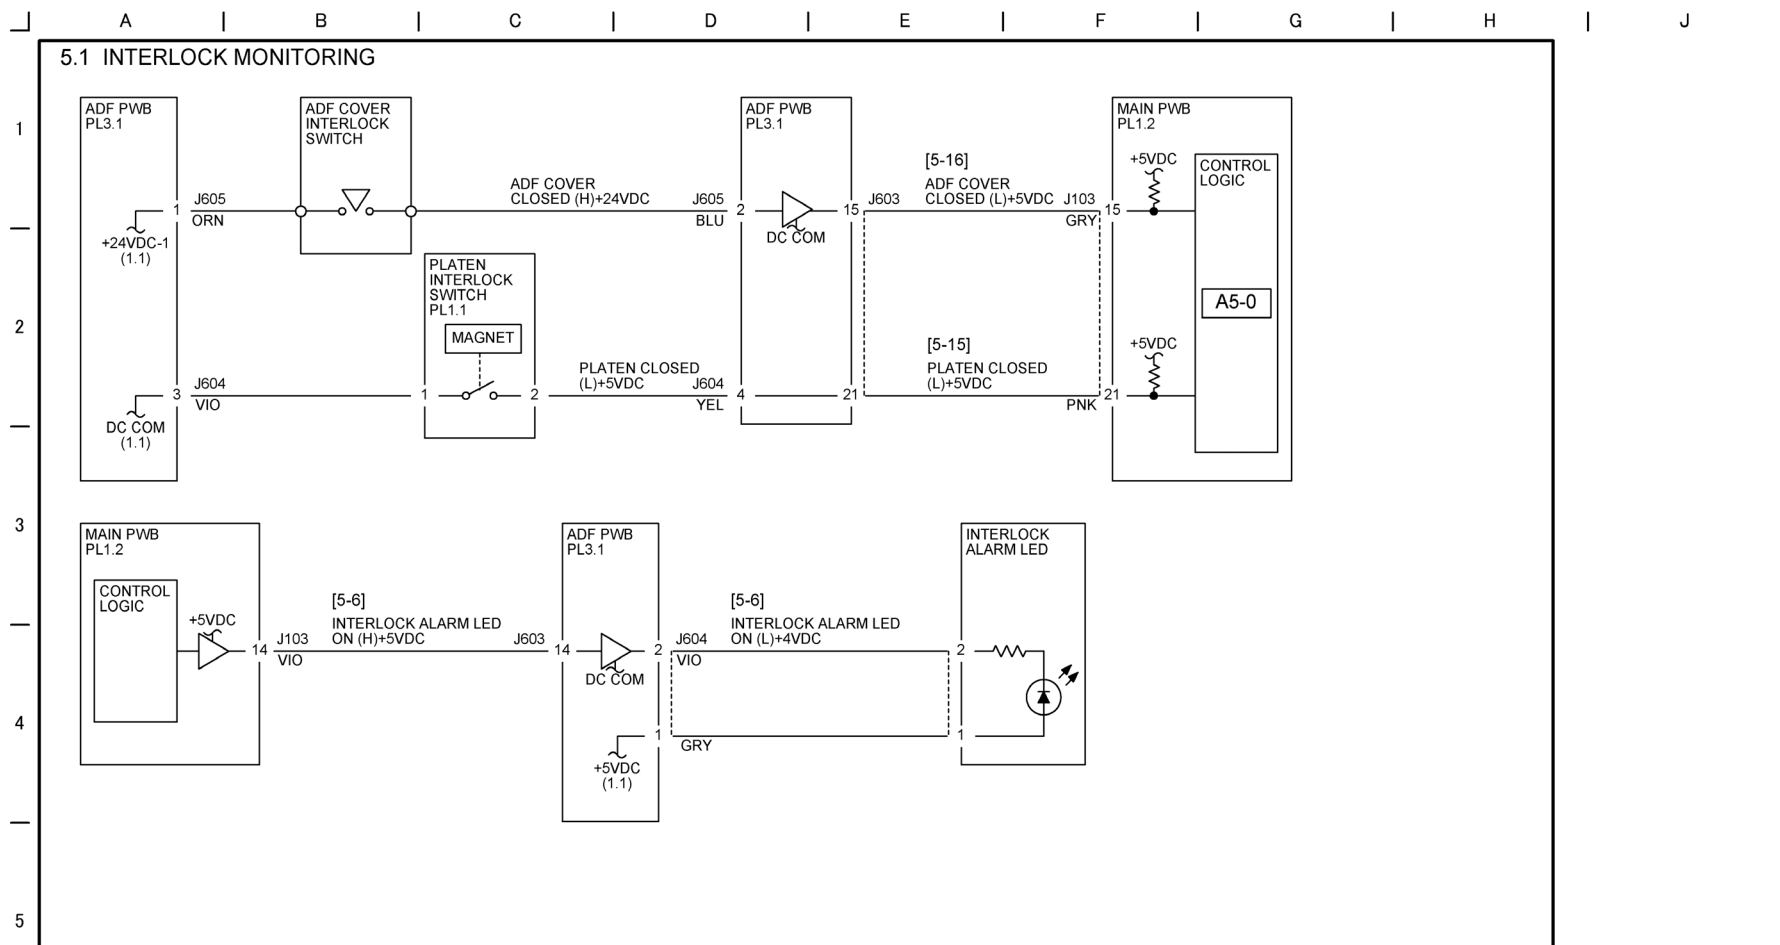 A B C D E F G H J
5.1 INTERLOCK MONITORING
1
2
3
4
5
ADF PWB
PL3.1
1
J605
ORN
+24VDC-1
(1.1)
3
J604
VIO
DC COM
(1.1)
ADF COVER
INTERLOCK
SWITCH
PLATEN
INTERLOCK
SWITCH
PL1.1
MAGNET
1
2
ADF COVER
CLOSED (H)+24VDC
J605
BLU
PLATEN CLOSED
(L)+5VDC
J604
YEL
ADF PWB
PL3.1
2
15
DC COM
4
21
[5-16]
J603
ADF COVER
CLOSED (L)+5VDC
J103
GRY
[5-15]
PLATEN CLOSED
(L)+5VDC
PNK
MAIN PWB
PL1.2
15
+5VDC
21
+5VDC
CONTROL
LOGIC
A5-0
MAIN PWB
PL1.2
CONTROL
LOGIC
+5VDC
14
J103
VIO
[5-6]
INTERLOCK ALARM LED
ON (H)+5VDC
J603
ADF PWB
PL3.1
14
2
DC COM
1
+5VDC
(1.1)
J604
VIO
GRY
[5-6]
INTERLOCK ALARM LED
ON (L)+4VDC
INTERLOCK
ALARM LED
2
1